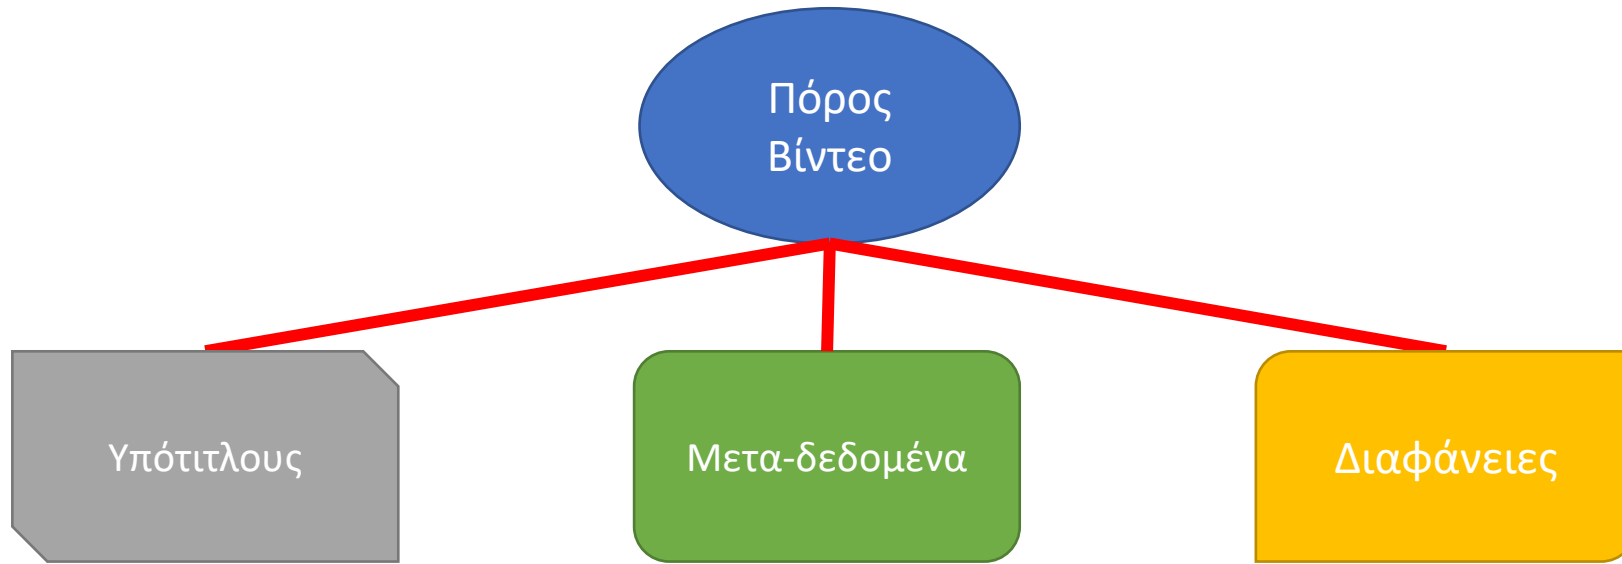 Πόρος
Βίντεο
Υπότιτλους
Μετα-δεδομένα
Διαφάνειες